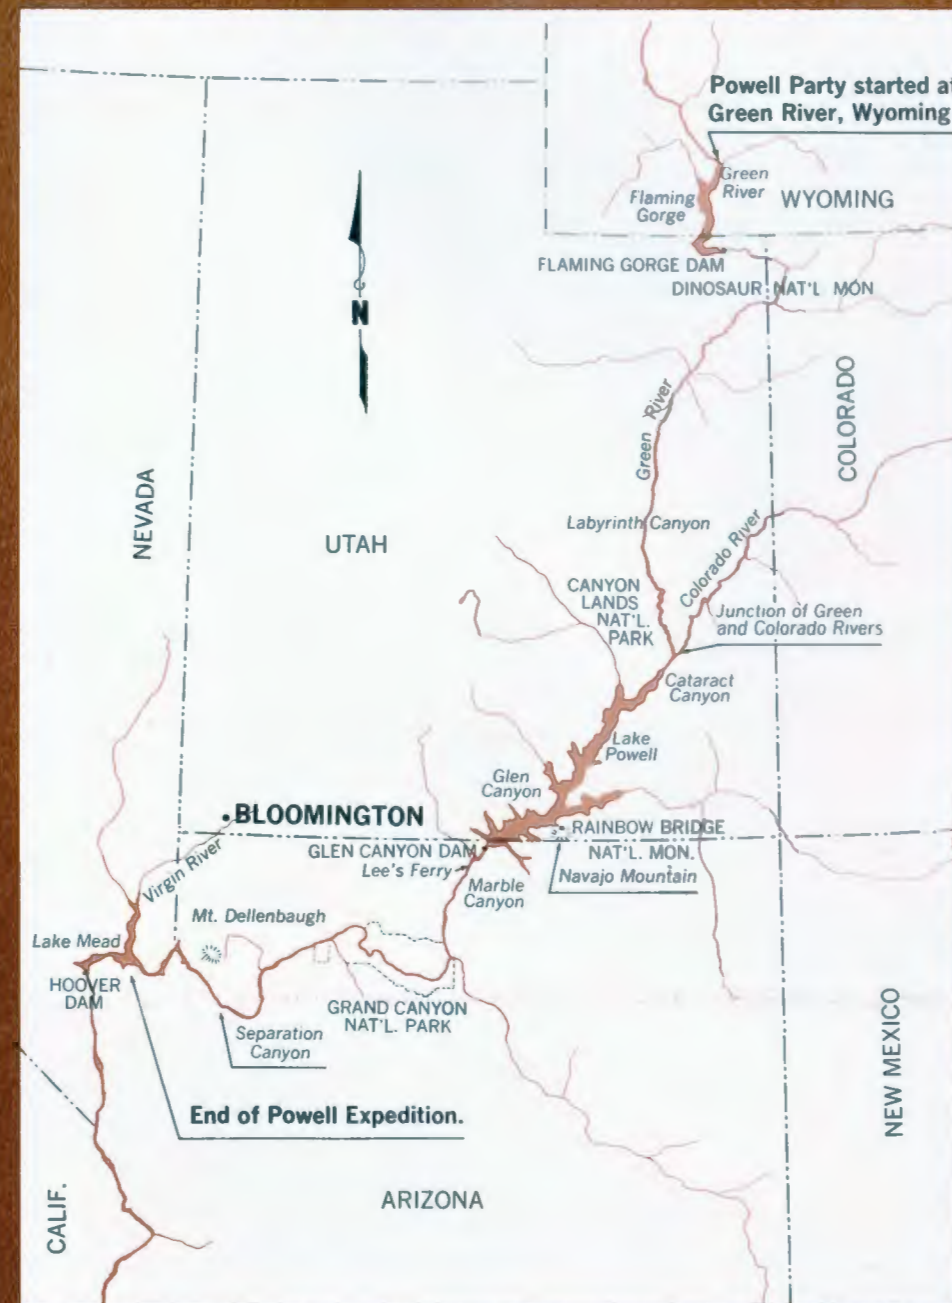 Powell Party started at
Green River, Wyoming
Green
River
Flaming
Gorge
WYOMING
FLAMING GORGE DAM
DINOSAUR NAT'L MON
N
COLORADO
Green River
NEVADA
UTAH
Labyrinth Canyon
Colorado River
CANYON
LANDS
NAT'L.
PARK
Junction of Green
and Colorado Rivers
Cataract
Canyon
Lake
Powell
Glen
Canyon
BLOOMINGTON
RAINBOW BRIDGE
NAT'L. MON.
GLEN CANYON DAM
Lee's Ferry
Navajo Mountain
Marble
Canyon
Virgin River
Mt. Dellenbaugh
Lake Mead
HOOVER
DAM
GRAND CANYON
NAT'L. PARK
Separation
Canyon
NEW MEXICO
End of Powell Expedition.
CALIF.
ARIZONA